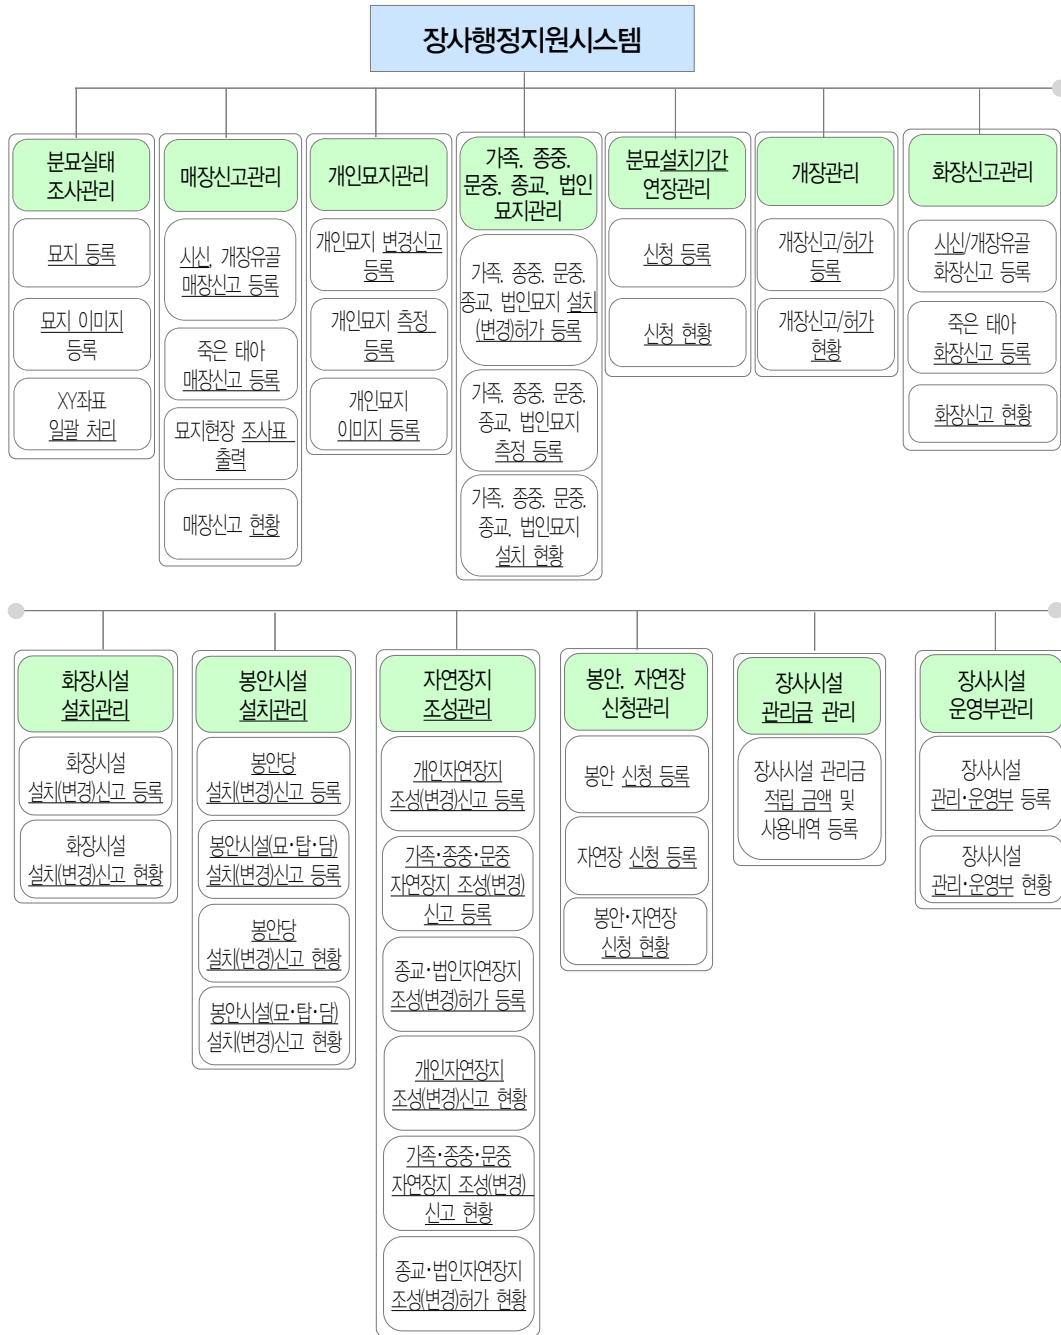 장사행정지원시스템
분묘실태
조사관리
묘지 등록
묘지 이미지
등록
XY좌표
일괄 처리
매장신고관리
시신, 개장유골
매장신고 등록
죽은 태아
매장신고 등록
묘지현장 조사표
출력
매장신고 현황
개인묘지관리
개인묘지 변경신고
등록
개인묘지 측정
등록
개인묘지
이미지 등록
가족, 종중,
문중, 종교, 법인
묘지관리
가족, 종중, 문중,
종교, 법인묘지 설치
(변경)허가 등록
가족, 종중, 문중,
종교, 법인묘지
측정 등록
가족, 종중, 문중,
종교, 법인묘지
설치 현황
분묘설치기간
연장관리
신청 등록
신청 현황
개장관리
개장신고/허가
등록
개장신고/허가
현황
화장신고관리
시신/개장유골
화장신고 등록
죽은 태아
화장신고 등록
화장신고 현황
화장시설
설치관리
화장시설
설치(변경)신고 등록
화장시설
설치(변경)신고 현황
봉안시설
설치관리
봉안당
설치(변경)신고 등록
봉안시설(묘·탑·담)
설치(변경)신고 등록
봉안당
설치(변경)신고 현황
봉안시설(묘·탑·담)
설치(변경)신고 현황
자연장지
조성관리
개인자연장지
조성(변경)신고 등록
가족·종중·문중
자연장지 조성(변경)
신고 등록
종교·법인자연장지
조성(변경)허가 등록
개인자연장지
조성(변경)신고 현황
가족·종중·문중
자연장지 조성(변경)
신고 현황
종교·법인자연장지
조성(변경)허가 현황
봉안, 자연장
신청관리
봉안 신청 등록
자연장 신청 등록
봉안·자연장
신청 현황
장사시설
관리금 관리
장사시설 관리금
적립 금액 및
사용내역 등록
장사시설
운영부관리
장사시설
관리·운영부 등록
장사시설
관리·운영부 현황